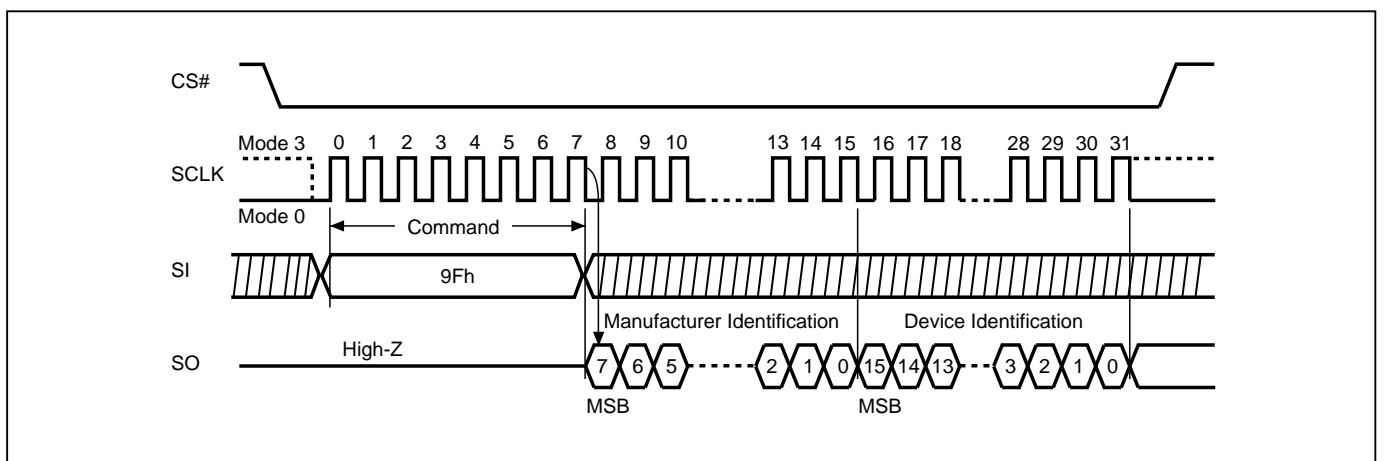 CS#
Mode 3 0 1 2 3 4 5 6 7 8 9 10 13 14 15 16 17 18 28 29 30 31
SCLK
Mode 0
Command
SI 9Fh
Manufacturer Identification Device Identification
High-Z
SO 7 6 5 2 1 0 15 14 13 3 2 1 0
MSB MSB